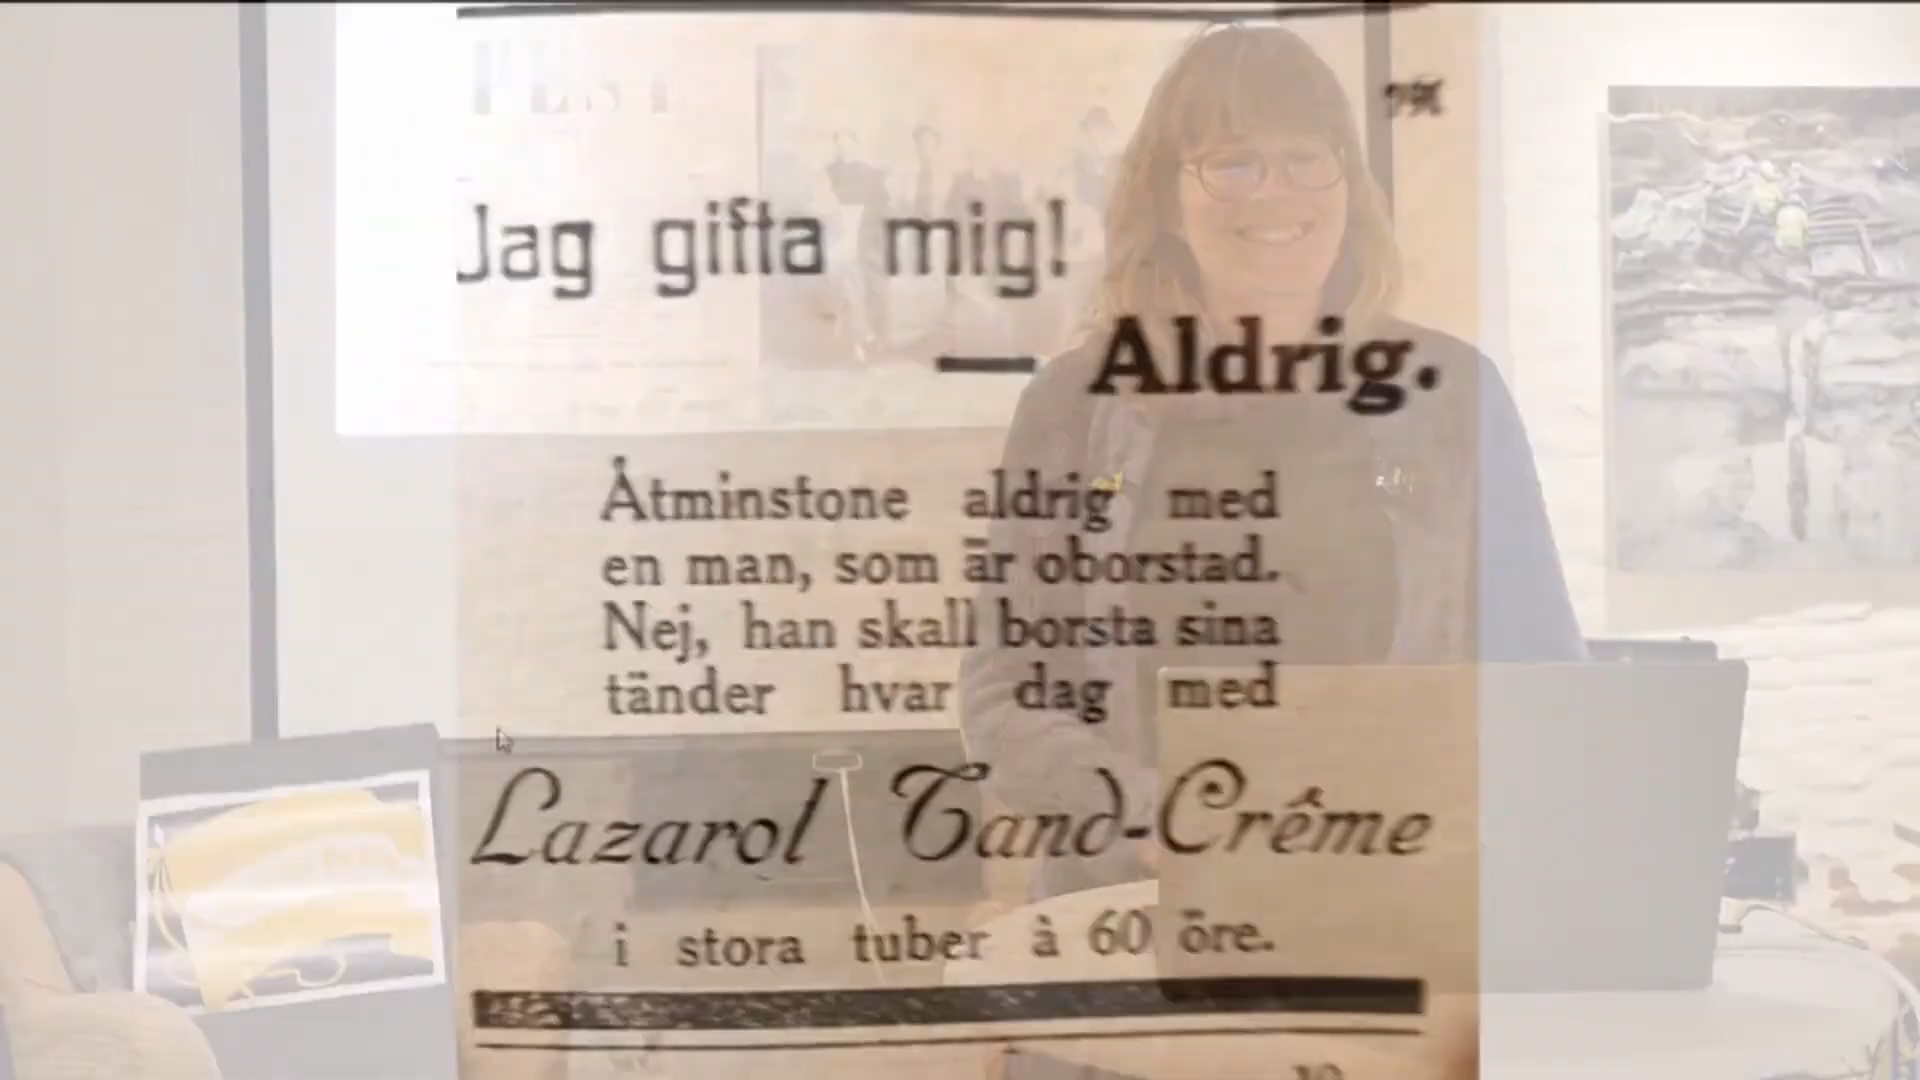 Jag gifta mig!
— Aldrig.
Åtminstone aldrig med
en man, som är oborstad.
Nej, han skall borsta sina
tänder hvar dag med
Lazarol Tand-Crême
i stora tuber à 60 öre.